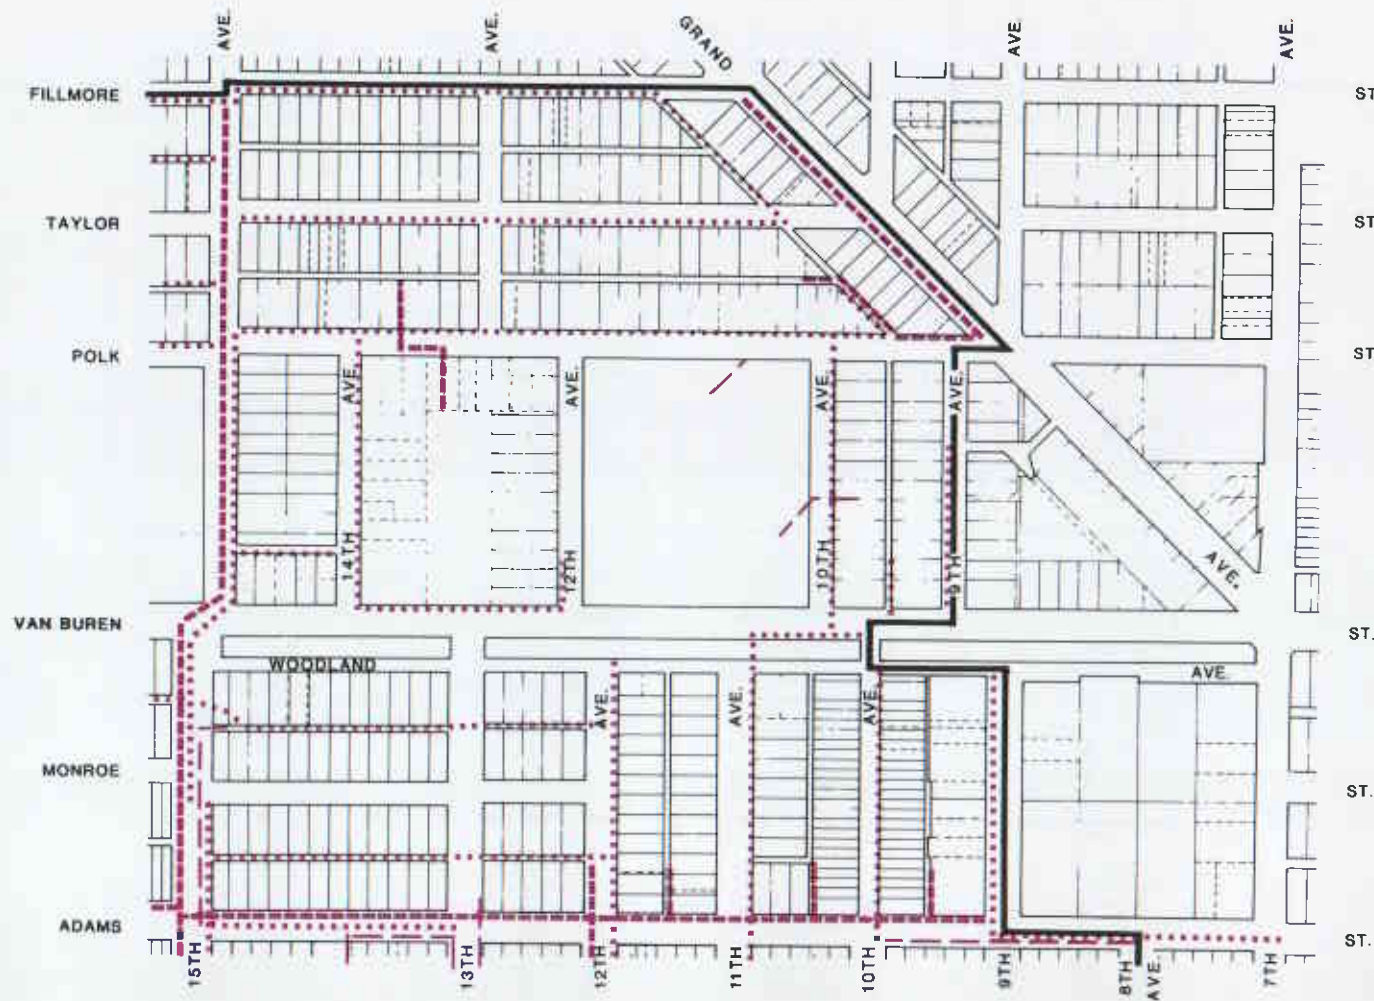 AVE.
AVE.
GRAND
AVE.
AVE.
FILLMORE
ST
TAYLOR
ST
POLK
ST
AVE.
AVE.
AVE.
AVE.
14TH
12TH
10TH
9TH
AVE.
VAN BUREN
ST.
WOODLAND
AVE.
AVE.
AVE.
AVE.
MONROE
ST.
ADAMS
ST.
15TH
13TH
12TH
11TH
10TH
9TH
8TH
AVE
7TH